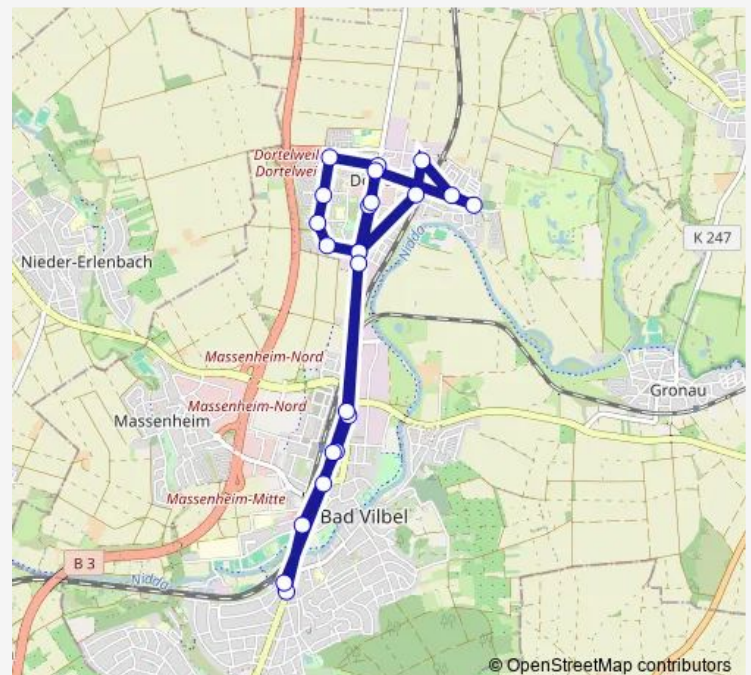 Dortelweil
Dortelwei
Nieder-Erlenbach
Nidda
K 247
Massenheim-Nord
Gronau
Massenheim-Nord
Massenheim
Massenheim-Mitte
Bad Vilbel
B 3
Nidda
© OpenStreetMap contributors